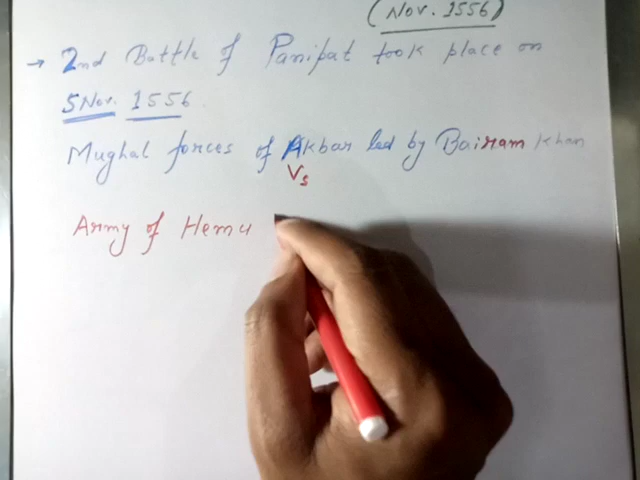 (Nov. 1556)
→ 2nd Battle of Panipat took place on
5 Nov. 1556.
Mughal forces of Akbar led by Bairam Khan
Vs
Army of Hemu